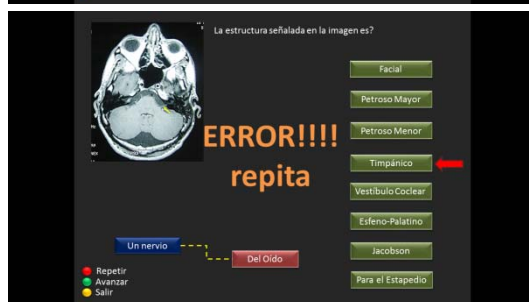 La estructura señalada en la imagen es?
Facial
Petroso Mayor
ERROR!!!!
Petroso Menor
repita
Timpánico
Vestíbulo Coclear
Esfeno-Palatino
Un nervio
Del Oído
Jacobson
Para el Estapedio
Repetir
Avanzar
Salir